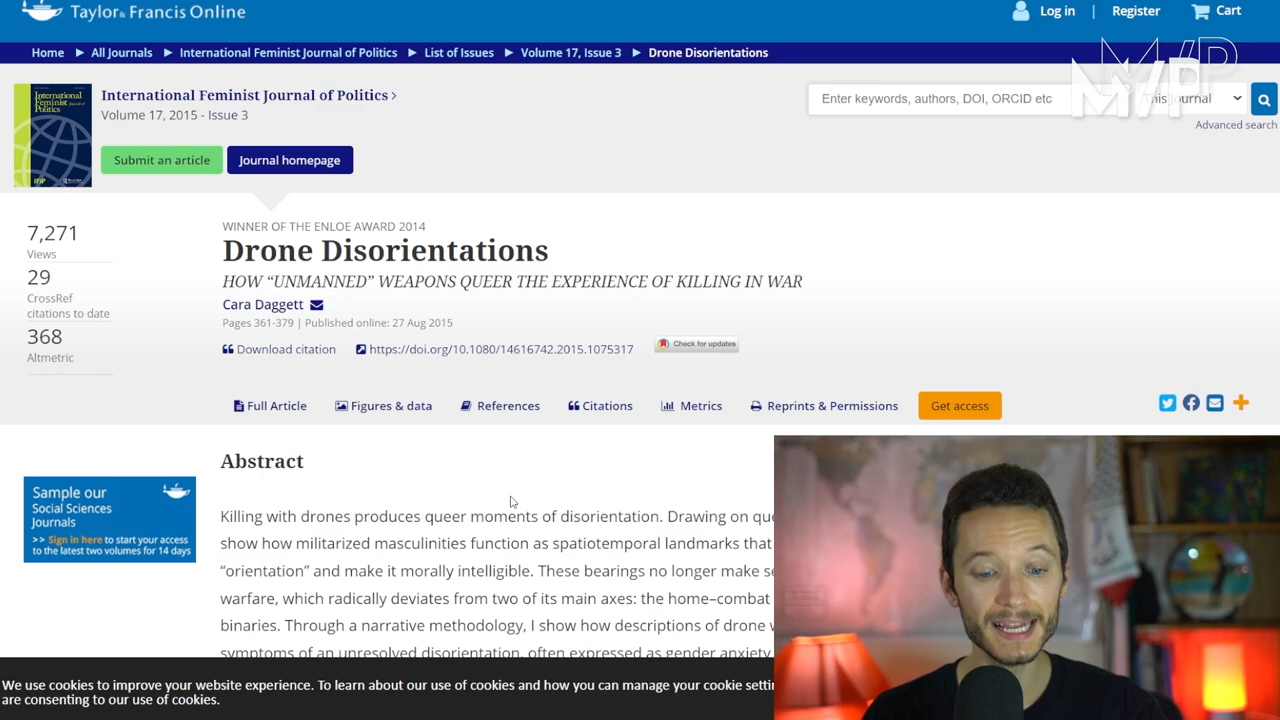 Taylor & Francis Online
Log in | Register Cart
Home All Journals International Feminist Journal of Politics List of Issues Volume 17, Issue 3 Drone Disorientations
International Feminist Journal of Politics
International Feminist Journal of Politics >
Volume 17, 2015 - Issue 3
Enter keywords, authors, DOI, ORCID etc
This Journal
Advanced search
Submit an article
Journal homepage
7,271
Views
29
CrossRef
citations to date
368
Altmetric
WINNER OF THE ENLOE AWARD 2014
Drone Disorientations
HOW “UNMANNED” WEAPONS QUEER THE EXPERIENCE OF KILLING IN WAR
Cara Daggett
Pages 361-379 | Published online: 27 Aug 2015
Download citation https://doi.org/10.1080/14616742.2015.1075317 Check for updates
Full Article Figures & data References Citations Metrics Reprints & Permissions Get access
Sample our
Social Sciences
Journals
>> Sign in here to start your access
to the latest two volumes for 14 days
Abstract
Killing with drones produces queer moments of disorientation. Drawing on que
show how militarized masculinities function as spatiotemporal landmarks that
“orientation” and make it morally intelligible. These bearings no longer make se
warfare, which radically deviates from two of its main axes: the home–combat
binaries. Through a narrative methodology, I show how descriptions of drone w
symptoms of an unresolved disorientation, often expressed as gender anxiety
We use cookies to improve your website experience. To learn about our use of cookies and how you can manage your cookie setti
are consenting to our use of cookies.